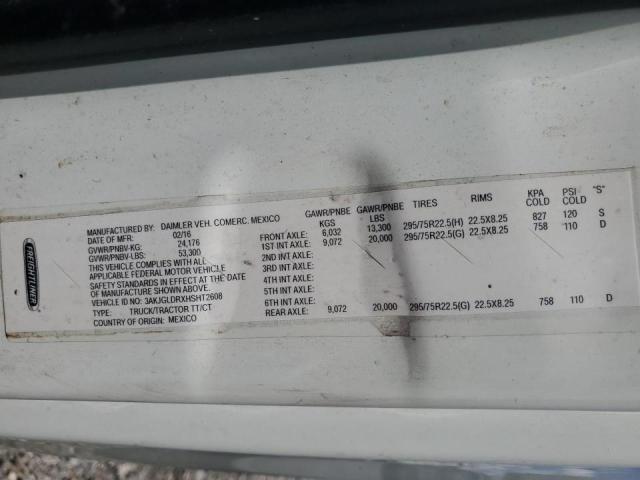 FREIGHTLINER
MANUFACTURED BY: DAIMLER VEH. COMERC. MEXICO
DATE OF MFR: 02/16
GVWR/PNBV-KG: 24,176
GVWR/PNBV-LBS: 53,300
THIS VEHICLE COMPLIES WITH ALL
APPLICABLE FEDERAL MOTOR VEHICLE
SAFETY STANDARDS IN EFFECT AT THE DATE
OF MANUFACTURE SHOWN ABOVE.
VEHICLE ID NO: 3AKJGLDRXHSHT2608
TYPE: TRUCK/TRACTOR TT/CT
COUNTRY OF ORIGIN: MEXICO
GAWR/PNBE GAWR/PNBE TIRES RIMS KPA PSI "S"
KGS LBS COLD COLD
FRONT AXLE: 6,032 13,300 295/75R22.5(H) 22.5X8.25 827 120 S
1ST INT AXLE: 9,072 20,000 295/75R22.5(G) 22.5X8.25 758 110 D
2ND INT AXLE:
3RD INT AXLE:
4TH INT AXLE:
5TH INT AXLE:
6TH INT AXLE:
REAR AXLE: 9,072 20,000 295/75R22.5(G) 22.5X8.25 758 110 D